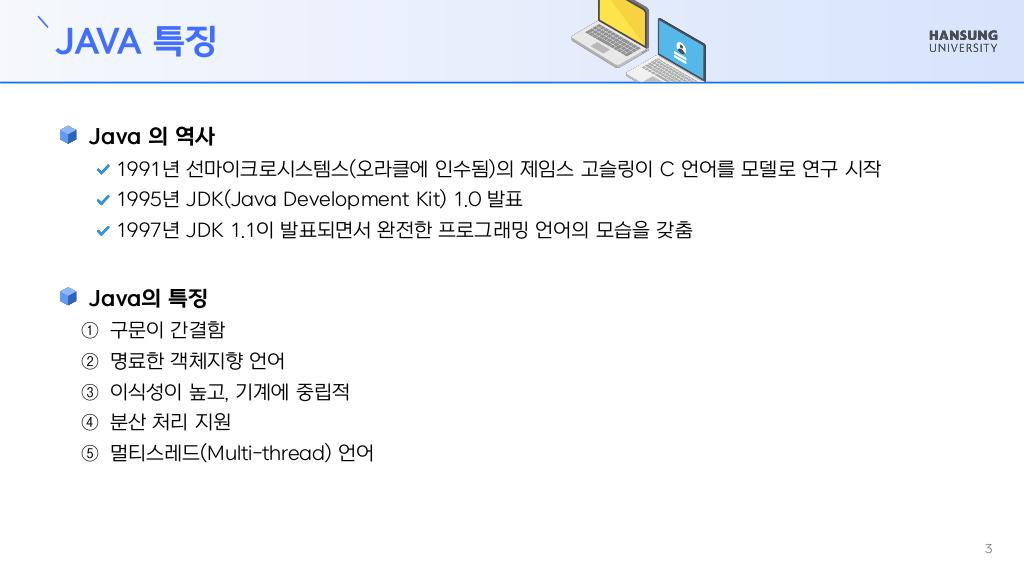 JAVA 특징
HANSUNG
UNIVERSITY
Java 의 역사
1991년 선마이크로시스템스(오라클에 인수됨)의 제임스 고슬링이 C 언어를 모델로 연구 시작
1995년 JDK(Java Development Kit) 1.0 발표
1997년 JDK 1.1이 발표되면서 완전한 프로그래밍 언어의 모습을 갖춤
Java의 특징
① 구문이 간결함
② 명료한 객체지향 언어
③ 이식성이 높고, 기계에 중립적
④ 분산 처리 지원
⑤ 멀티스레드(Multi-thread) 언어
3